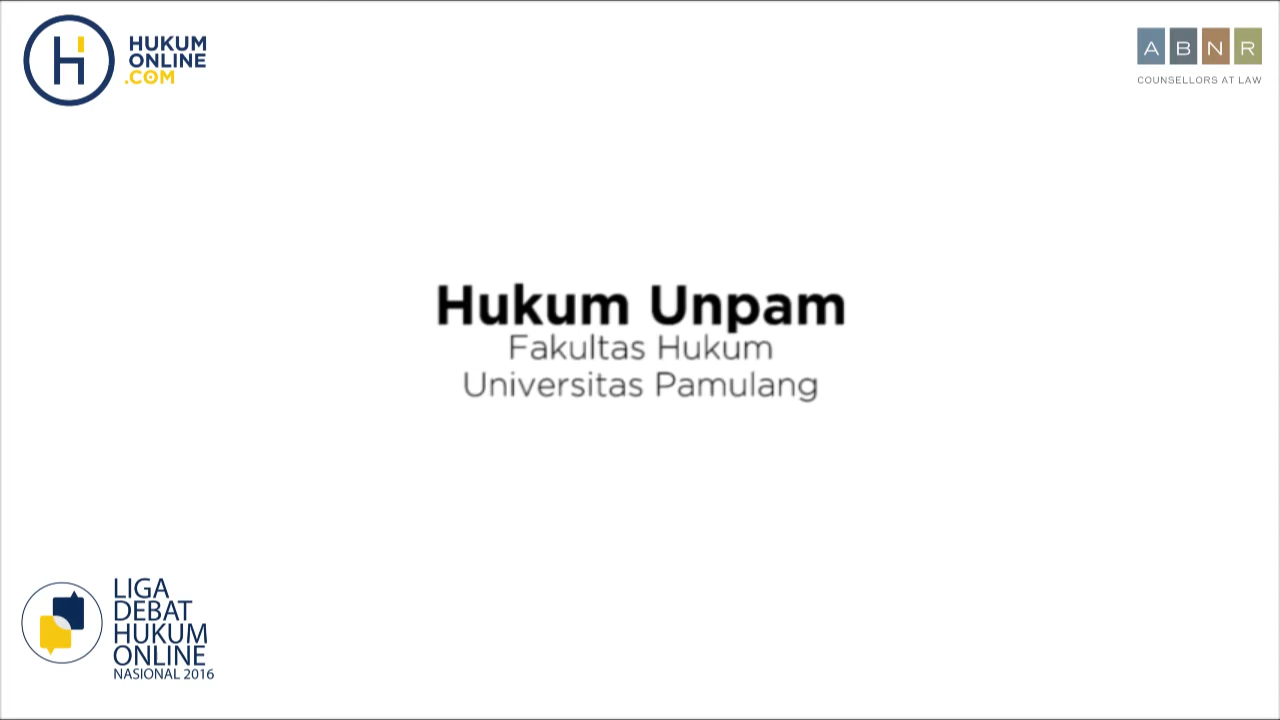 HUKUM
ONLINE
.COM
A B N R
COUNSELLORS AT LAW
Hukum Unpam
Fakultas Hukum
Universitas Pamulang
LIGA
DEBAT
HUKUM
ONLINE
NASIONAL 2016